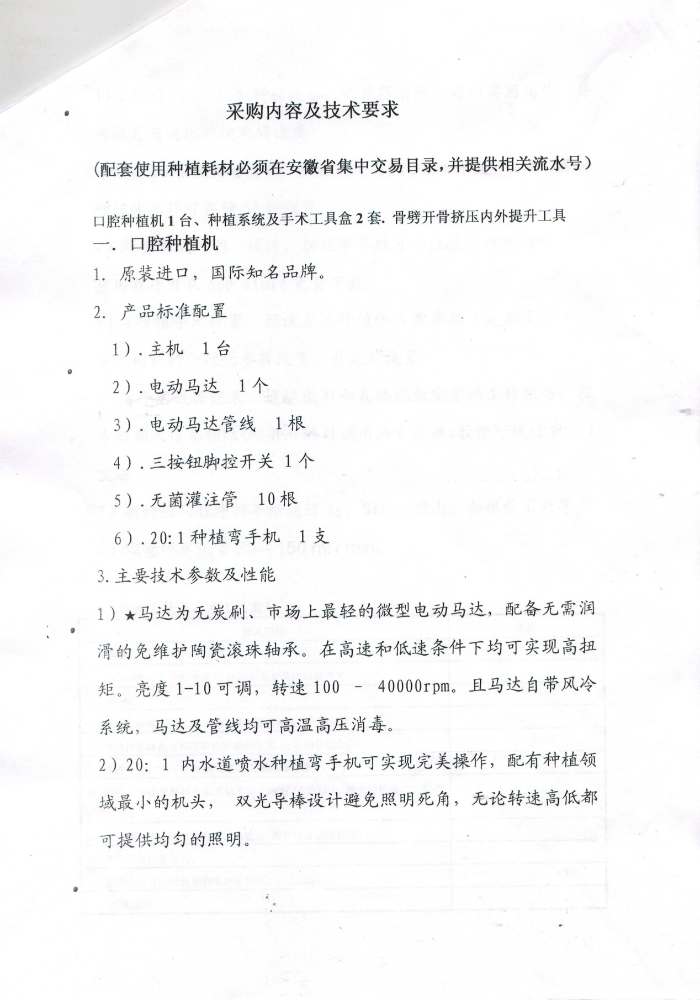 采购内容及技术要求
(配套使用种植耗材必须在安徽省集中交易目录，并提供相关流水号）
口腔种植机 1 台、种植系统及手术工具盒 2 套. 骨劈开骨挤压内外提升工具
一．口腔种植机
1. 原装进口，国际知名品牌。
2. 产品标准配置
1）.主机 1台
2）.电动马达 1个
3）.电动马达管线 1根
4）.三按钮脚控开关 1个
5）.无菌灌注管 10根
6）.20:1种植弯手机 1支
3.主要技术参数及性能
1）★马达为无炭刷、市场上最轻的微型电动马达，配备无需润
滑的免维护陶瓷滚珠轴承。在高速和低速条件下均可实现高扭
矩。亮度1-10可调，转速100 – 40000rpm。且马达自带风冷
系统，马达及管线均可高温高压消毒。
2）20：1 内水道喷水种植弯手机可实现完美操作，配有种植领
域最小的机头， 双光导棒设计避免照明死角，无论转速高低都
可提供均匀的照明。